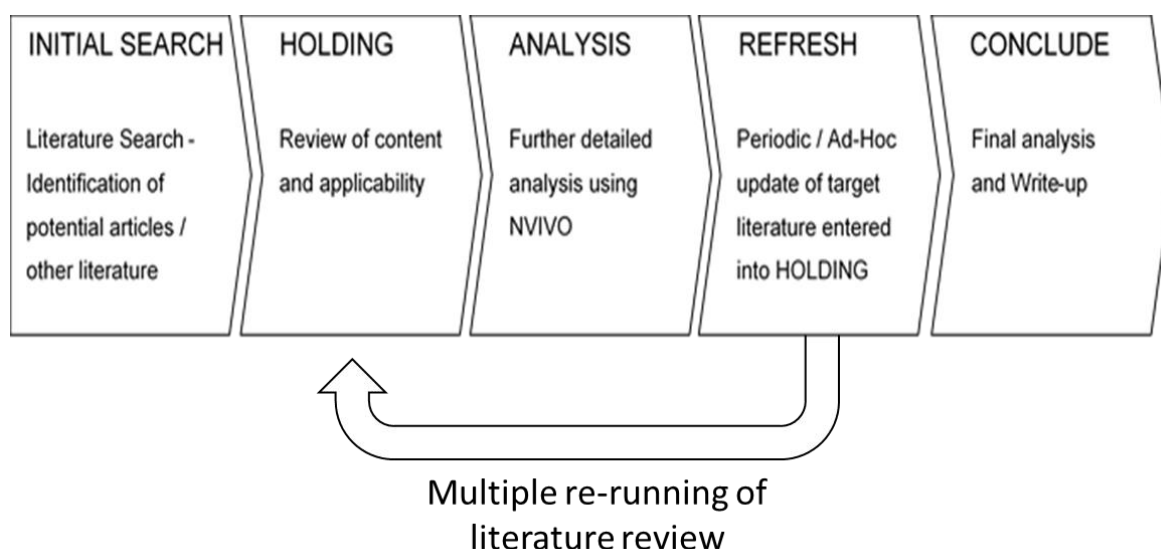 INITIAL SEARCH
Literature Search -
Identification of
potential articles /
other literature
HOLDING
Review of content
and applicability
ANALYSIS
Further detailed
analysis using
NVIVO
REFRESH
Periodic / Ad-Hoc
update of target
literature entered
into HOLDING
CONCLUDE
Final analysis
and Write-up
Multiple re-running of
literature review